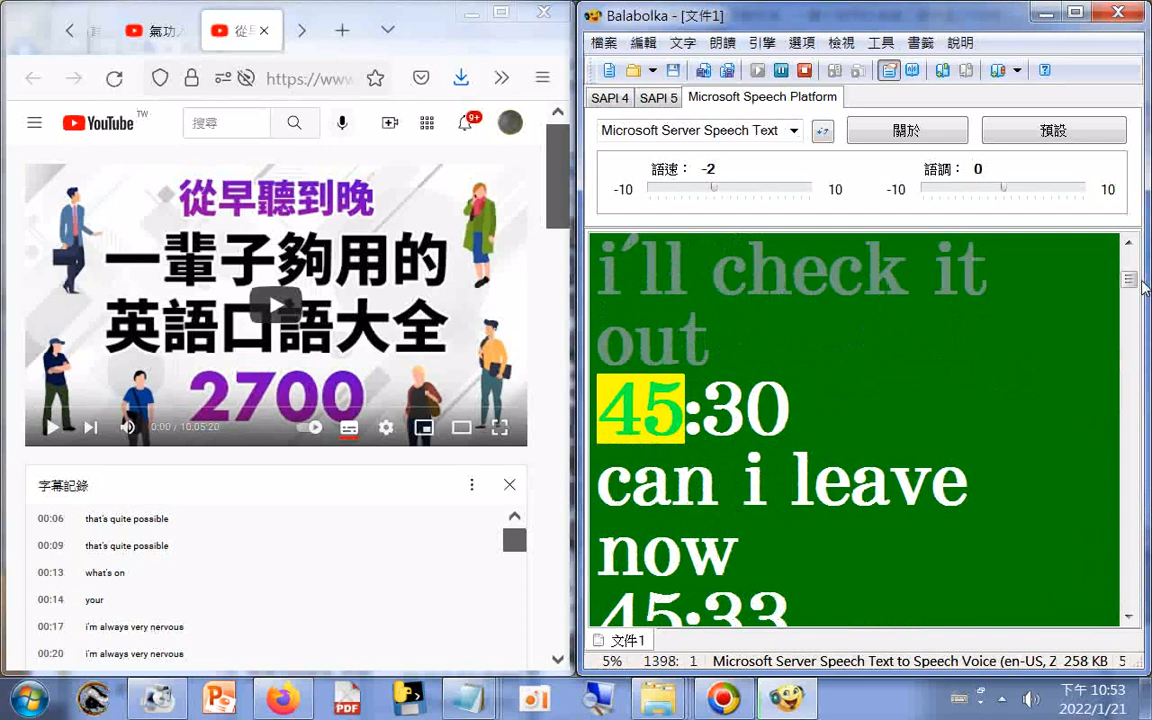 氣功人
從早
https://www
YouTube TW
搜尋
9+
從早聽到晚
一輩子夠用的
英語口語大全
2700
0:00 / 10:05:20
字幕記錄
00:06 that's quite possible
00:09 that's quite possible
00:13 what's on
00:14 your
00:17 i'm always very nervous
00:20 i'm always very nervous
Balabolka - [文件1]
檔案 編輯 文字 朗讀 引擎 選項 檢視 工具 書籤 說明
SAPI 4 SAPI 5 Microsoft Speech Platform
Microsoft Server Speech Text 關於 預設
語速： -2 語調： 0
-10 10 -10 10
i´ll check it
out
45:30
can i leave
now
45:33
文件1
5% 1398: 1 Microsoft Server Speech Text to Speech Voice (en-US, Z 258 KB 5
PDF
下午 10:53
2022/1/21